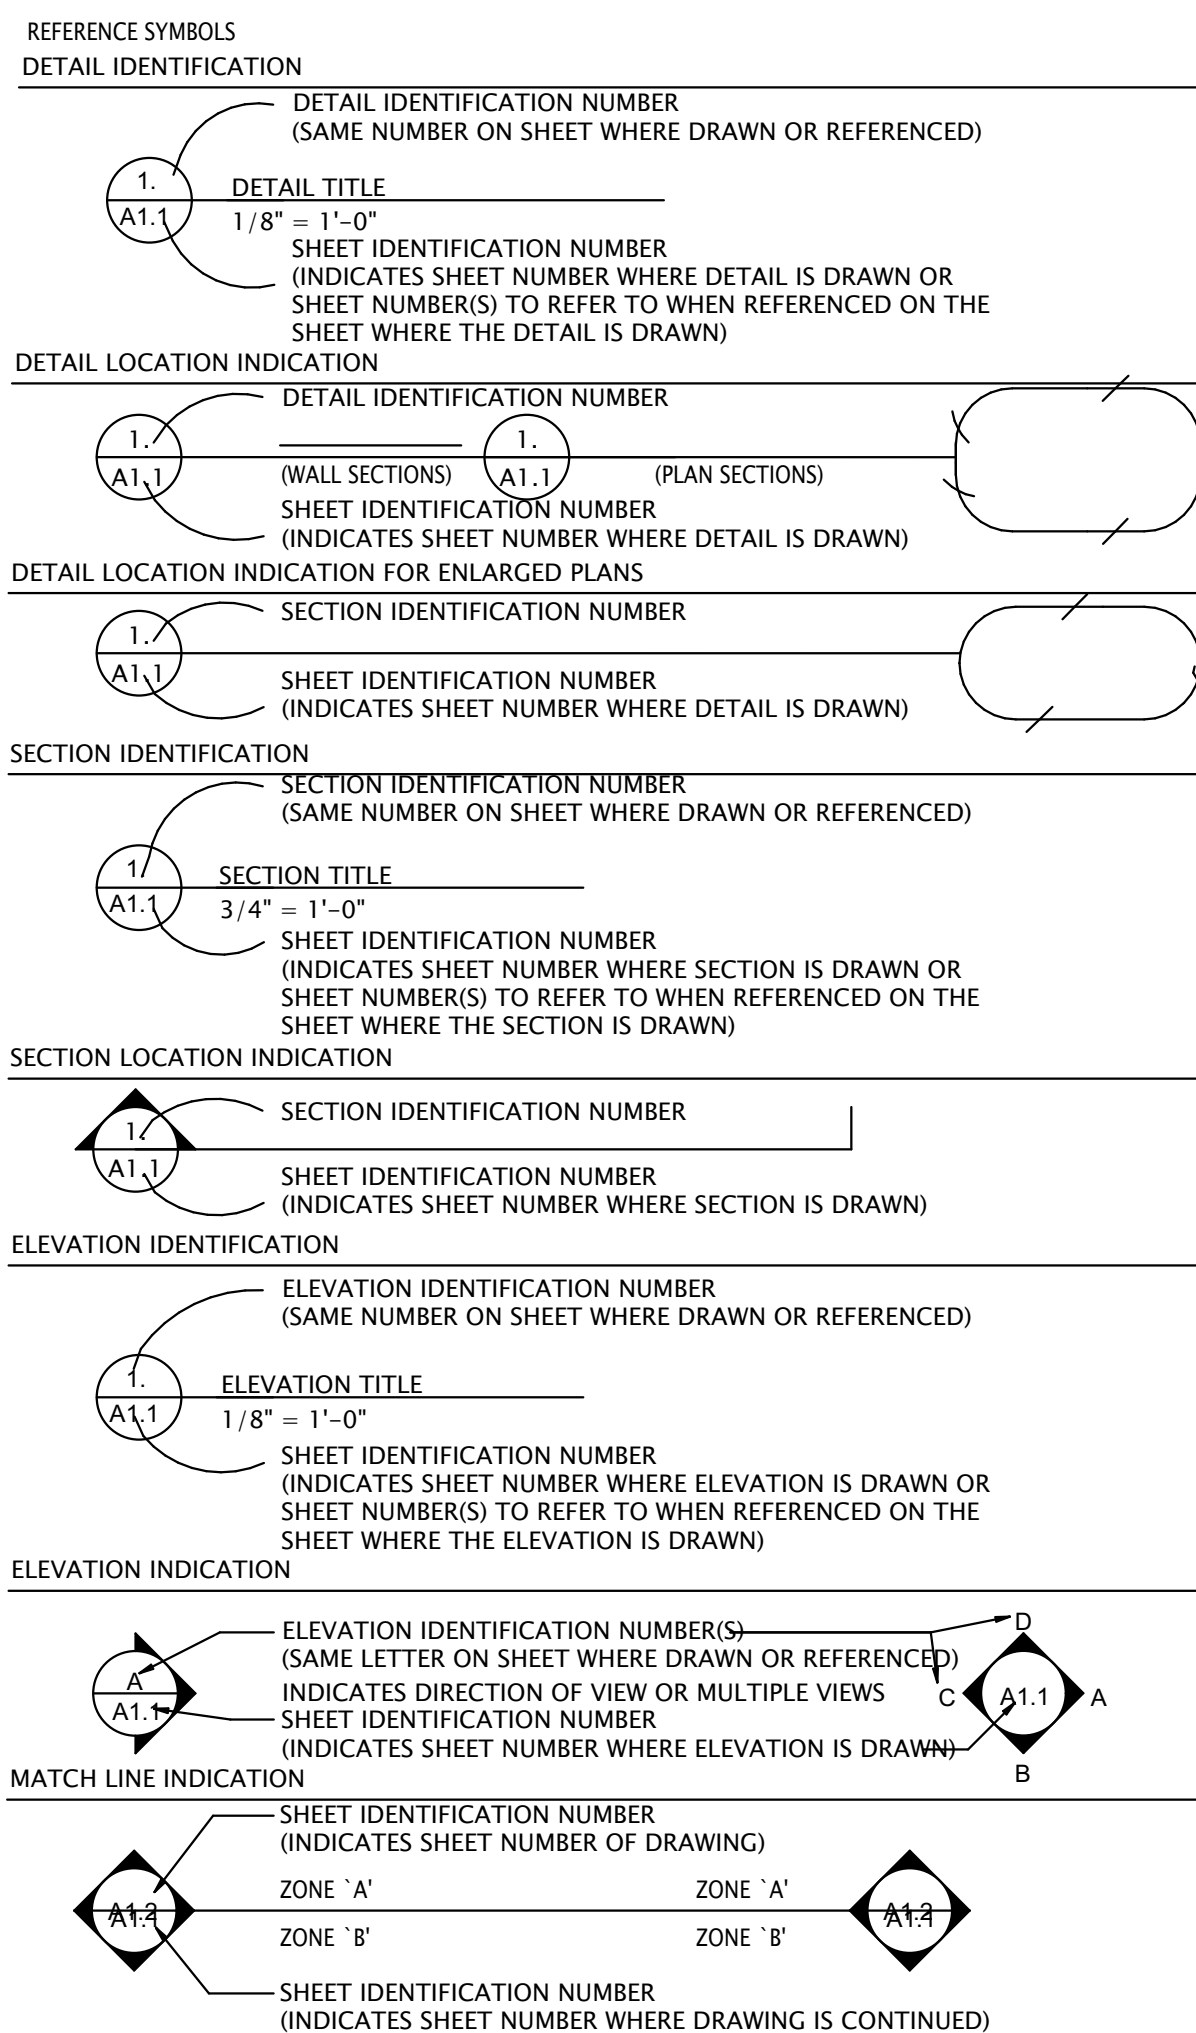 REFERENCE SYMBOLS
DETAIL IDENTIFICATION
DETAIL IDENTIFICATION NUMBER
(SAME NUMBER ON SHEET WHERE DRAWN OR REFERENCED)
1.
DETAIL TITLE
A1.1
1/8" = 1'-0"
SHEET IDENTIFICATION NUMBER
(INDICATES SHEET NUMBER WHERE DETAIL IS DRAWN OR
SHEET NUMBER(S) TO REFER TO WHEN REFERENCED ON THE
SHEET WHERE THE DETAIL IS DRAWN)
DETAIL LOCATION INDICATION
DETAIL IDENTIFICATION NUMBER
1.
1.
A1.1
(WALL SECTIONS)
A1.1
(PLAN SECTIONS)
SHEET IDENTIFICATION NUMBER
(INDICATES SHEET NUMBER WHERE DETAIL IS DRAWN)
DETAIL LOCATION INDICATION FOR ENLARGED PLANS
SECTION IDENTIFICATION NUMBER
1.
A1.1
SHEET IDENTIFICATION NUMBER
(INDICATES SHEET NUMBER WHERE DETAIL IS DRAWN)
SECTION IDENTIFICATION
SECTION IDENTIFICATION NUMBER
(SAME NUMBER ON SHEET WHERE DRAWN OR REFERENCED)
1.
SECTION TITLE
A1.1
3/4" = 1'-0"
SHEET IDENTIFICATION NUMBER
(INDICATES SHEET NUMBER WHERE SECTION IS DRAWN OR
SHEET NUMBER(S) TO REFER TO WHEN REFERENCED ON THE
SHEET WHERE THE SECTION IS DRAWN)
SECTION LOCATION INDICATION
SECTION IDENTIFICATION NUMBER
1.
A1.1
SHEET IDENTIFICATION NUMBER
(INDICATES SHEET NUMBER WHERE SECTION IS DRAWN)
ELEVATION IDENTIFICATION
ELEVATION IDENTIFICATION NUMBER
(SAME NUMBER ON SHEET WHERE DRAWN OR REFERENCED)
1.
ELEVATION TITLE
A1.1
1/8" = 1'-0"
SHEET IDENTIFICATION NUMBER
(INDICATES SHEET NUMBER WHERE ELEVATION IS DRAWN OR
SHEET NUMBER(S) TO REFER TO WHEN REFERENCED ON THE
SHEET WHERE THE ELEVATION IS DRAWN)
ELEVATION INDICATION
ELEVATION IDENTIFICATION NUMBER(S)
(SAME LETTER ON SHEET WHERE DRAWN OR REFERENCED)
INDICATES DIRECTION OF VIEW OR MULTIPLE VIEWS
SHEET IDENTIFICATION NUMBER
(INDICATES SHEET NUMBER WHERE ELEVATION IS DRAWN)
A
A1.1
D
C
A1.1
A
B
MATCH LINE INDICATION
SHEET IDENTIFICATION NUMBER
(INDICATES SHEET NUMBER OF DRAWING)
ZONE `A'
ZONE `A'
A1.2
A1.1
A1.2
A1.1
ZONE `B'
ZONE `B'
SHEET IDENTIFICATION NUMBER
(INDICATES SHEET NUMBER WHERE DRAWING IS CONTINUED)